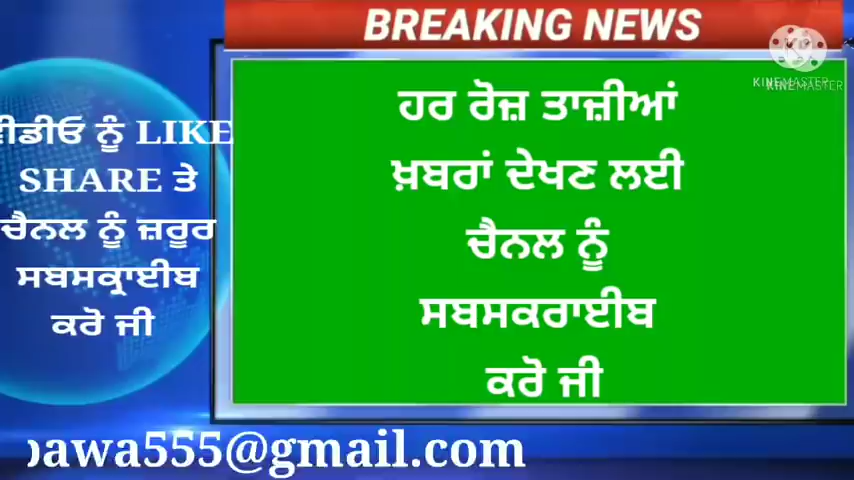 BREAKING NEWS
KINEMASTER
KINEMASTER
ਹਰ ਰੋਜ਼ ਤਾਜ਼ੀਆਂ
ਖ਼ਬਰਾਂ ਦੇਖਣ ਲਈ
ਚੈਨਲ ਨੂੰ
ਸਬਸਕਰਾਈਬ
ਕਰੋ ਜੀ
ਨੂੰ LIKE
SHARE ਤੇ
ਚੈਨਲ ਨੂੰ ਜ਼ਰੂਰ
ਸਬਸਕ੍ਰਾਈਬ
ਕਰੋ ਜੀ
awa555@gmail.com